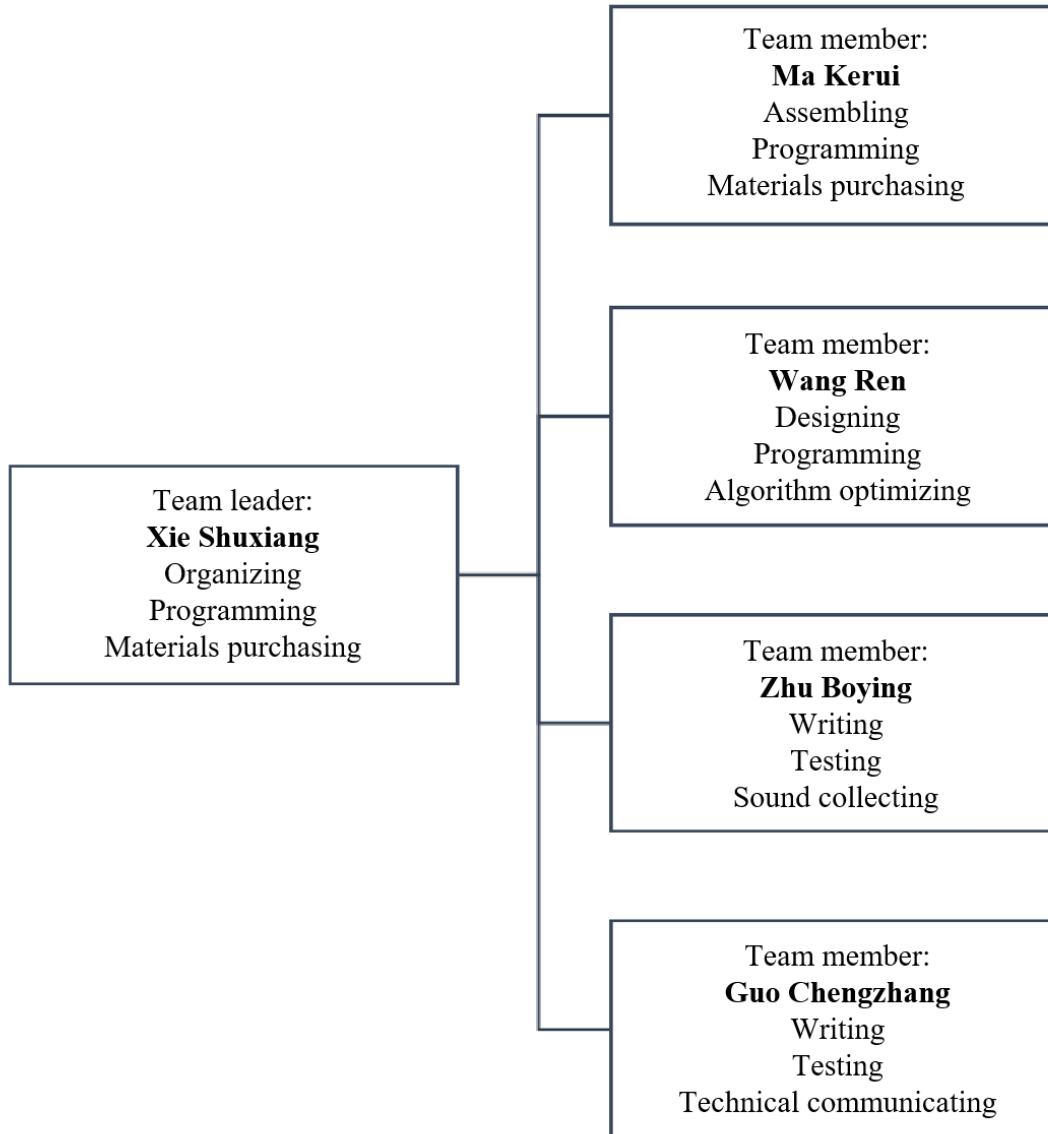 Team member:
Ma Kerui
Assembling
Programming
Materials purchasing
Team member:
Wang Ren
Designing
Programming
Algorithm optimizing
Team leader:
Xie Shuxiang
Organizing
Programming
Materials purchasing
Team member:
Zhu Boying
Writing
Testing
Sound collecting
Team member:
Guo Chengzhang
Writing
Testing
Technical communicating